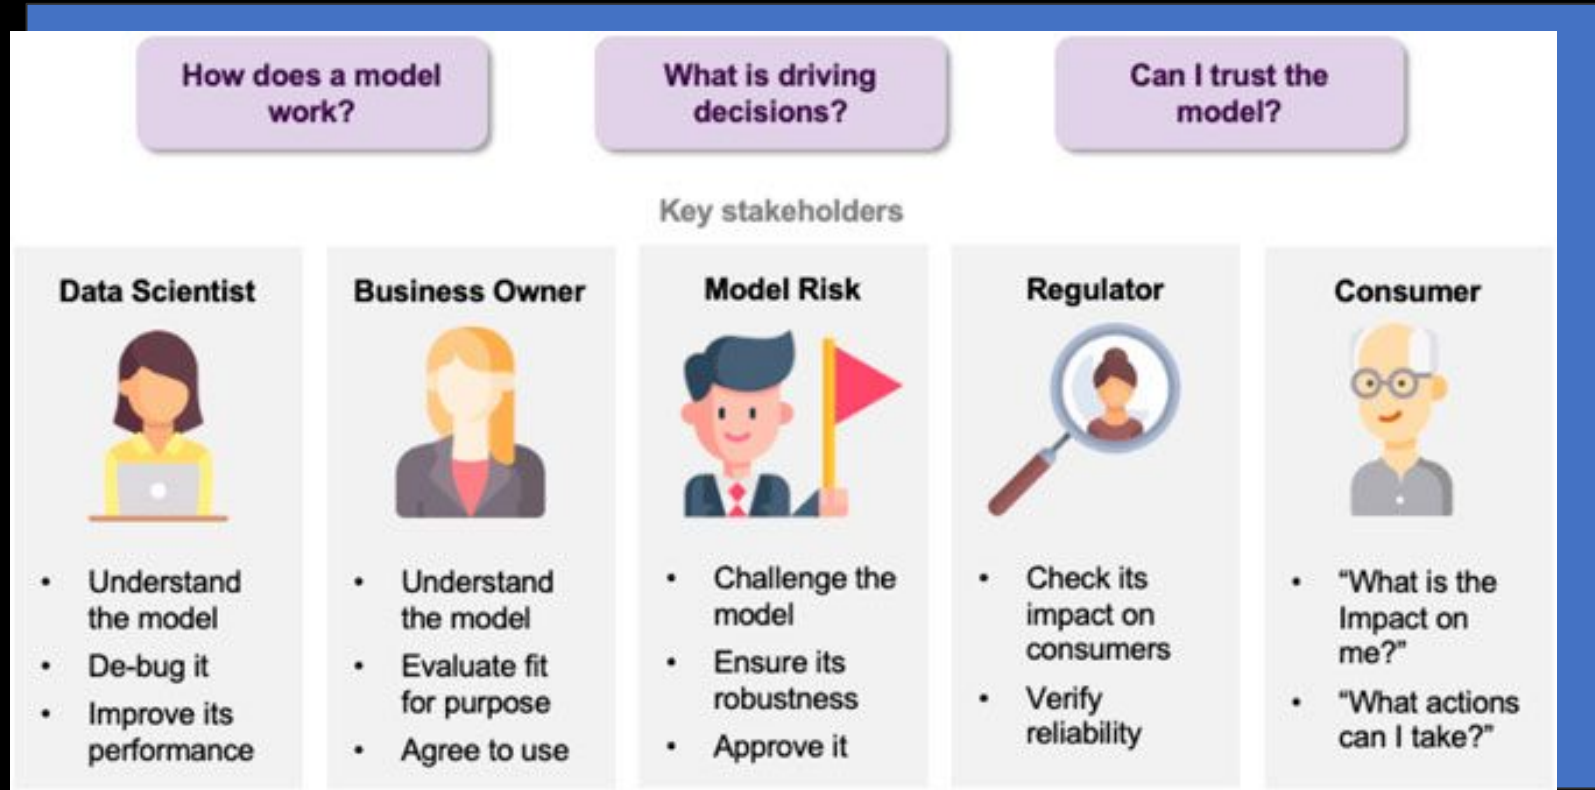 How does a model
work?
What is driving
decisions?
Can I trust the
model?
Key stakeholders
Data Scientist
• Understand
the model
• De-bug it
• Improve its
performance
Business Owner
• Understand
the model
• Evaluate fit
for purpose
• Agree to use
Model Risk
• Challenge the
model
• Ensure its
robustness
• Approve it
Regulator
• Check its
impact on
consumers
• Verify
reliability
Consumer
• “What is the
Impact on
me?”
• “What actions
can I take?”